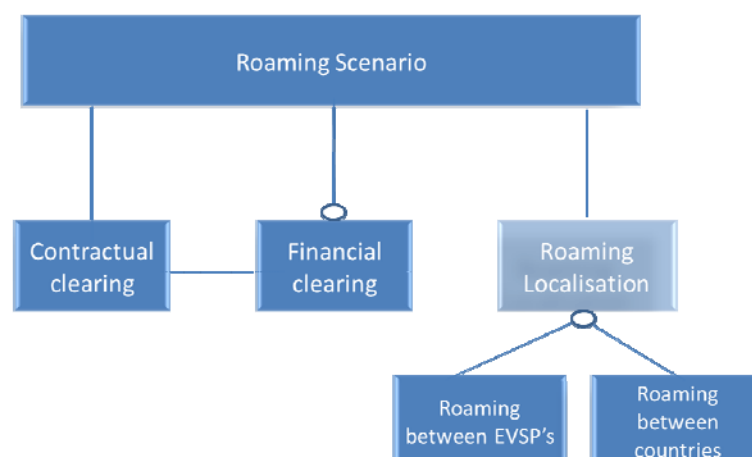 Roaming Scenario
Contractual
clearing
Financial
clearing
Roaming
Localisation
Roaming
between EVSP's
Roaming
between
countries